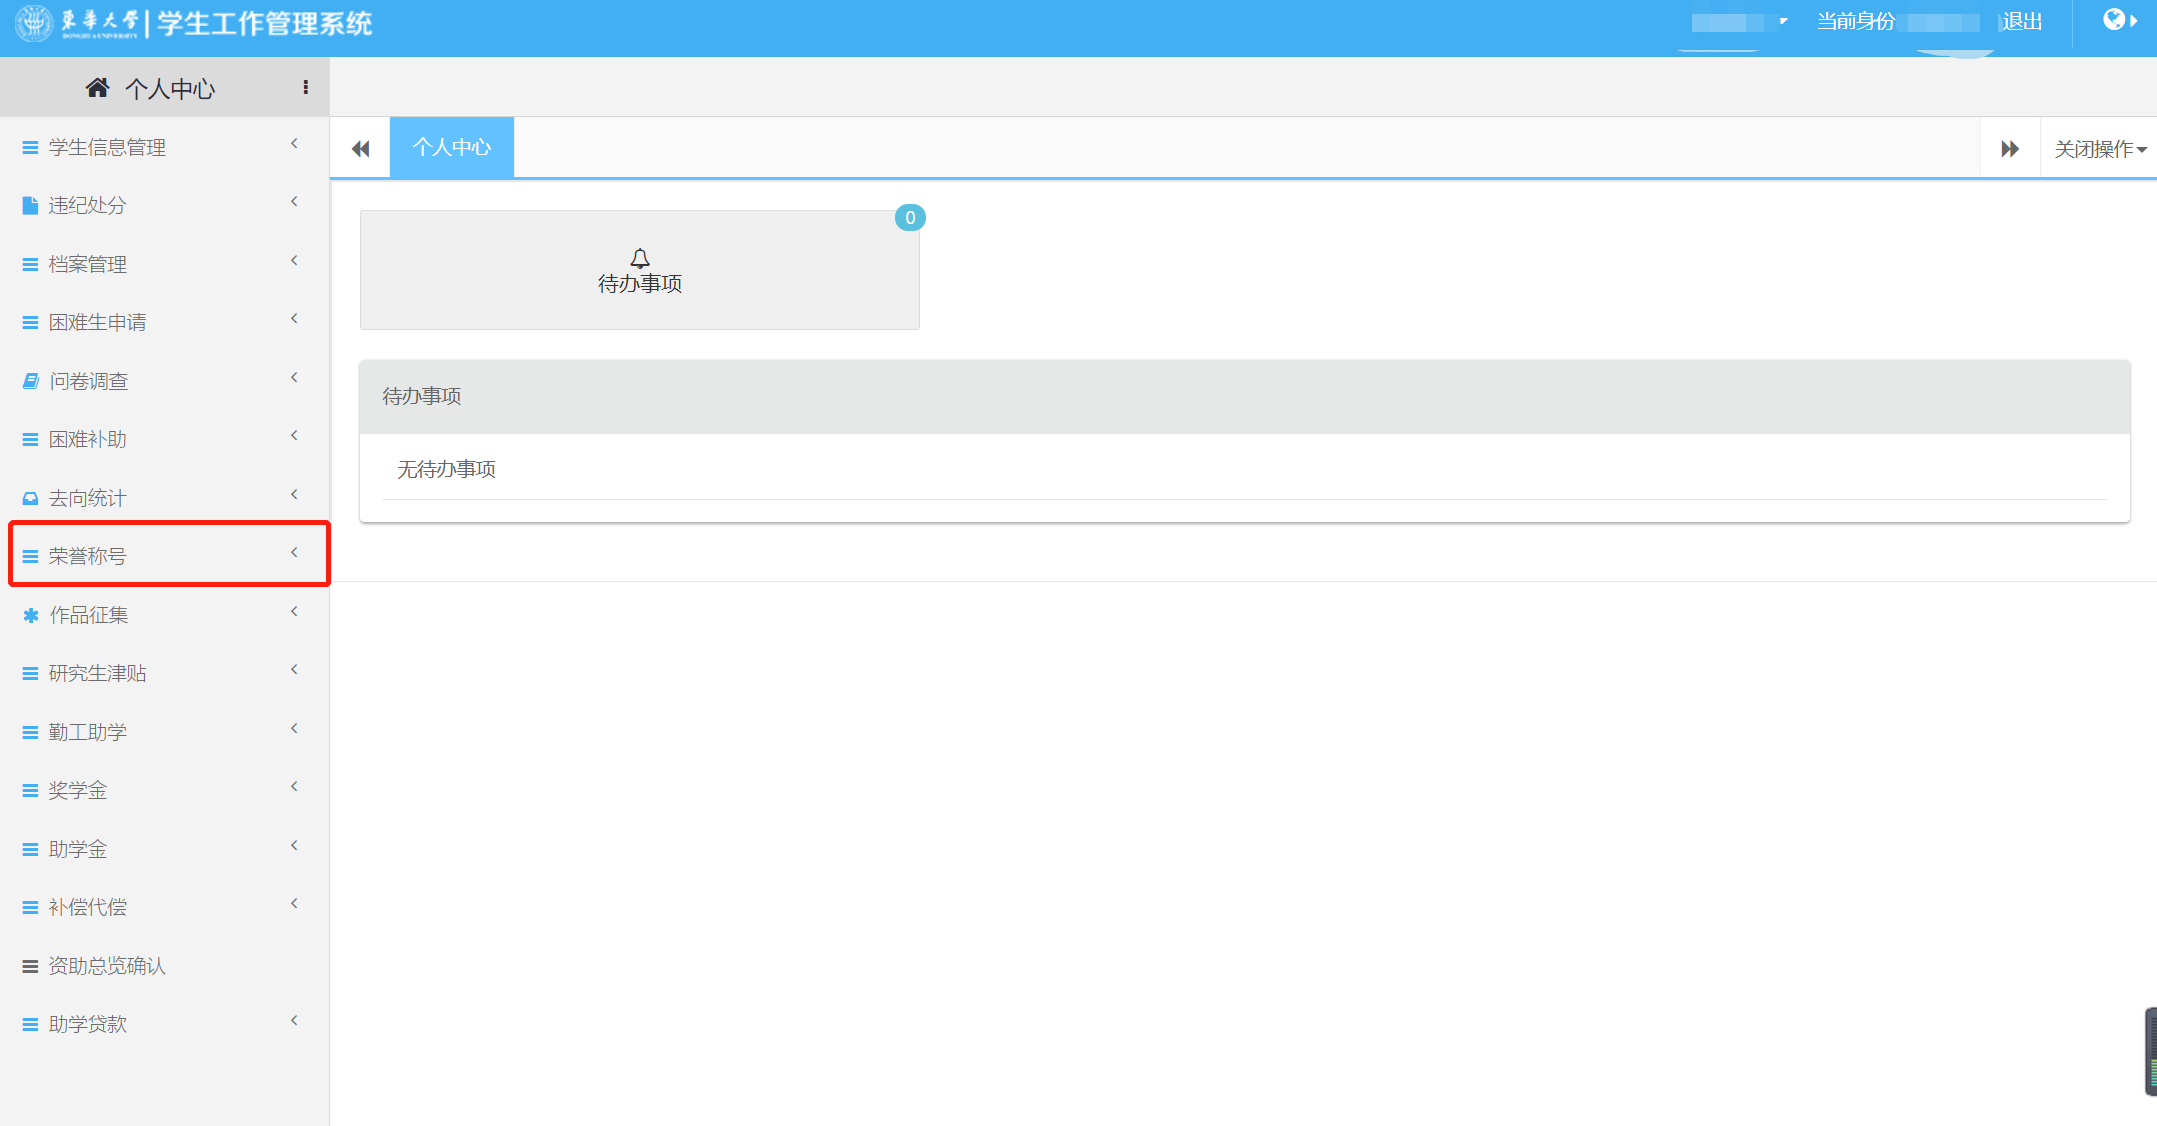 東華大学 | 学生工作管理系统
DONGHUA UNIVERSITY
当前身份
退出
个人中心
学生信息管理
违纪处分
档案管理
困难生申请
问卷调查
困难补助
去向统计
荣誉称号
作品征集
研究生津贴
勤工助学
奖学金
助学金
补偿代偿
资助总览确认
助学贷款
个人中心
关闭操作
0
待办事项
待办事项
无待办事项